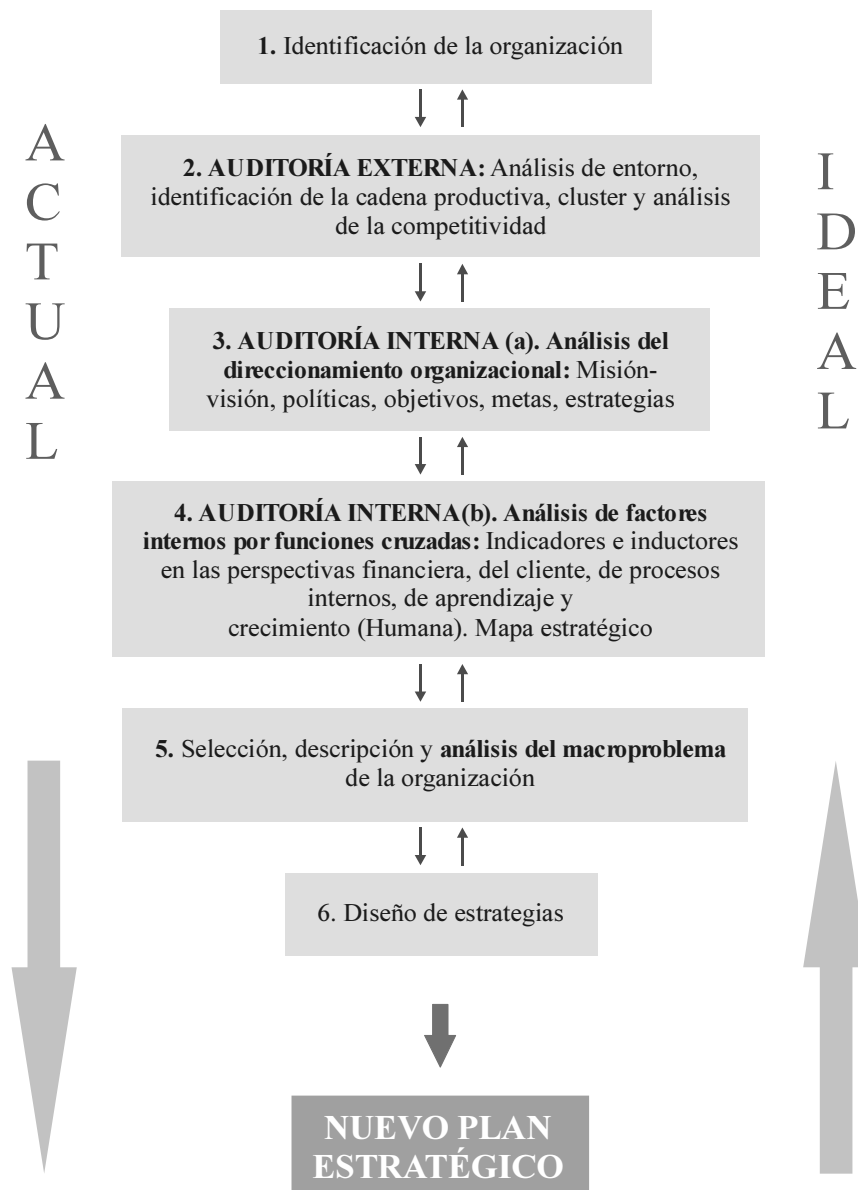 1. Identificación de la organización
ACTUAL
IDEAL
2. AUDITORÍA EXTERNA: Análisis de entorno,
identificación de la cadena productiva, cluster y análisis
de la competitividad
3. AUDITORÍA INTERNA (a). Análisis del
direccionamiento organizacional: Misión-
visión, políticas, objetivos, metas, estrategias
4. AUDITORÍA INTERNA(b). Análisis de factores
internos por funciones cruzadas: Indicadores e inductores
en las perspectivas financiera, del cliente, de procesos
internos, de aprendizaje y
crecimiento (Humana). Mapa estratégico
5. Selección, descripción y análisis del macroproblema
de la organización
6. Diseño de estrategias
NUEVO PLAN
ESTRATÉGICO